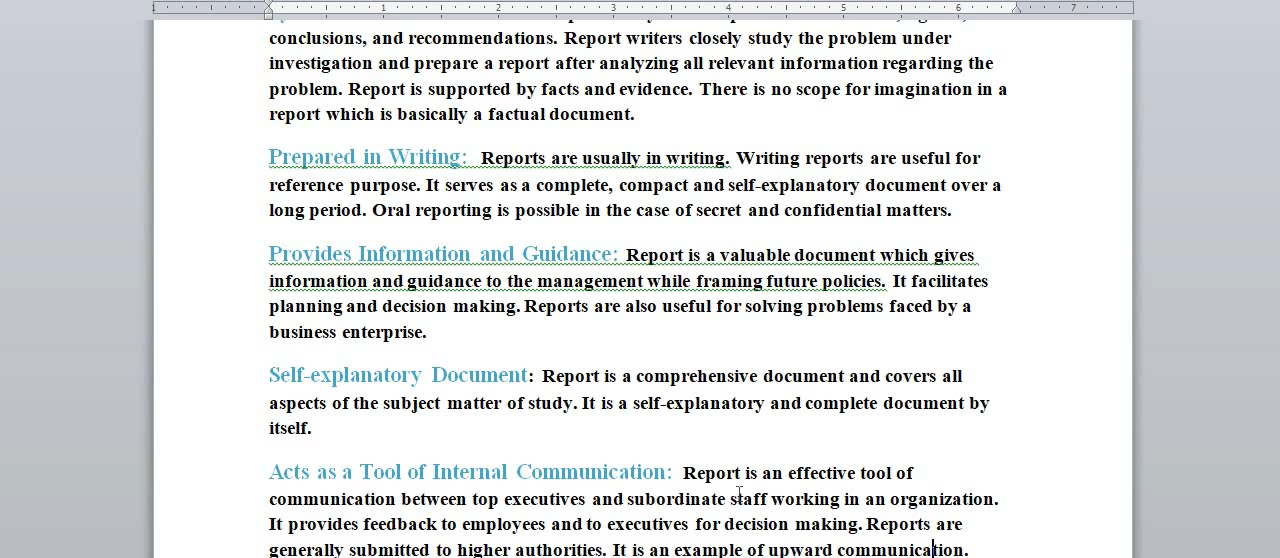 1 1 2 3 4 5 6 7
conclusions, and recommendations. Report writers closely study the problem under
investigation and prepare a report after analyzing all relevant information regarding the
problem. Report is supported by facts and evidence. There is no scope for imagination in a
report which is basically a factual document.
Prepared in Writing: Reports are usually in writing. Writing reports are useful for
reference purpose. It serves as a complete, compact and self-explanatory document over a
long period. Oral reporting is possible in the case of secret and confidential matters.
Provides Information and Guidance: Report is a valuable document which gives
information and guidance to the management while framing future policies. It facilitates
planning and decision making. Reports are also useful for solving problems faced by a
business enterprise.
Self-explanatory Document: Report is a comprehensive document and covers all
aspects of the subject matter of study. It is a self-explanatory and complete document by
itself.
Acts as a Tool of Internal Communication: Report is an effective tool of
communication between top executives and subordinate staff working in an organization.
It provides feedback to employees and to executives for decision making. Reports are
generally submitted to higher authorities. It is an example of upward communication.